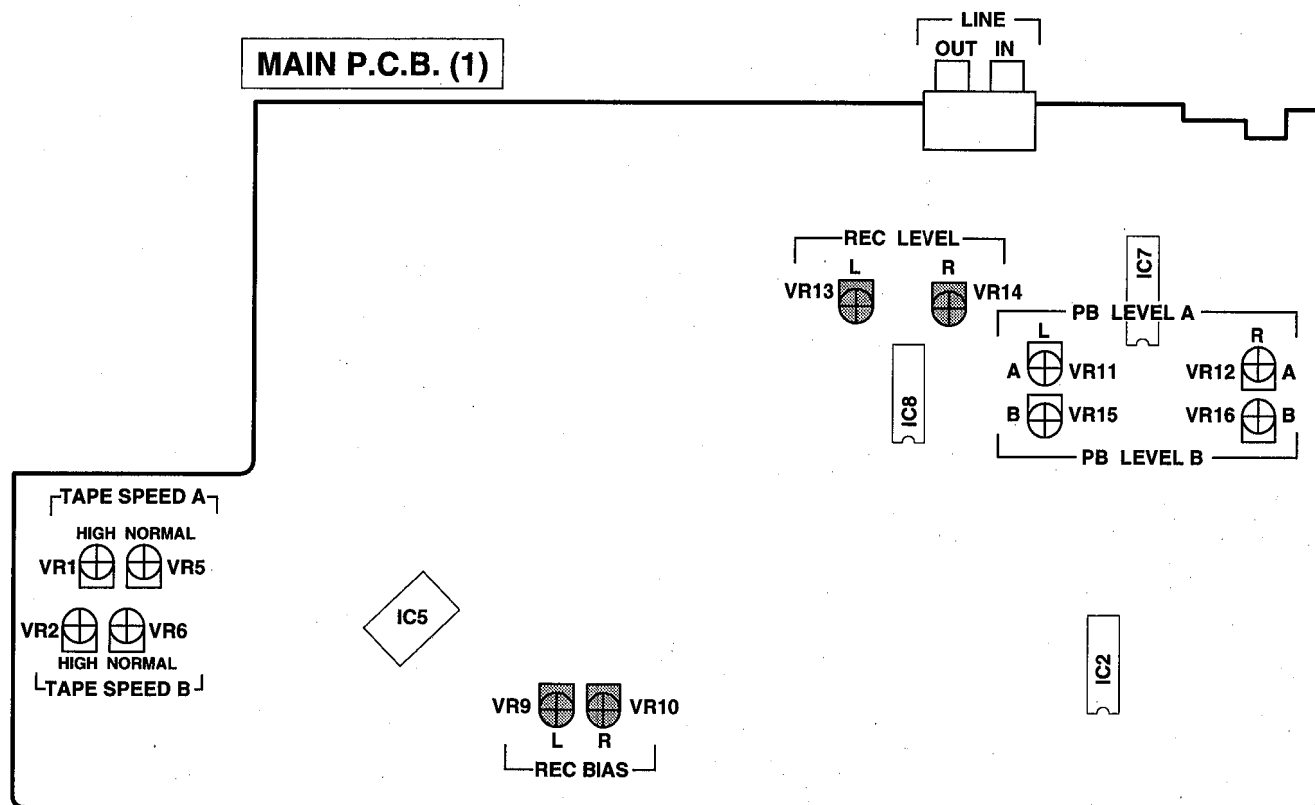 LINE
OUT IN
MAIN P.C.B. (1)
REC LEVEL
L R
VR13 VR14
IC7
PB LEVEL A
L R
A VR11 VR12 A
B VR15 VR16 B
PB LEVEL B
IC8
TAPE SPEED A
HIGH NORMAL
VR1 VR5
VR2 VR6
HIGH NORMAL
TAPE SPEED B
IC5
IC2
VR9 VR10
L R
REC BIAS